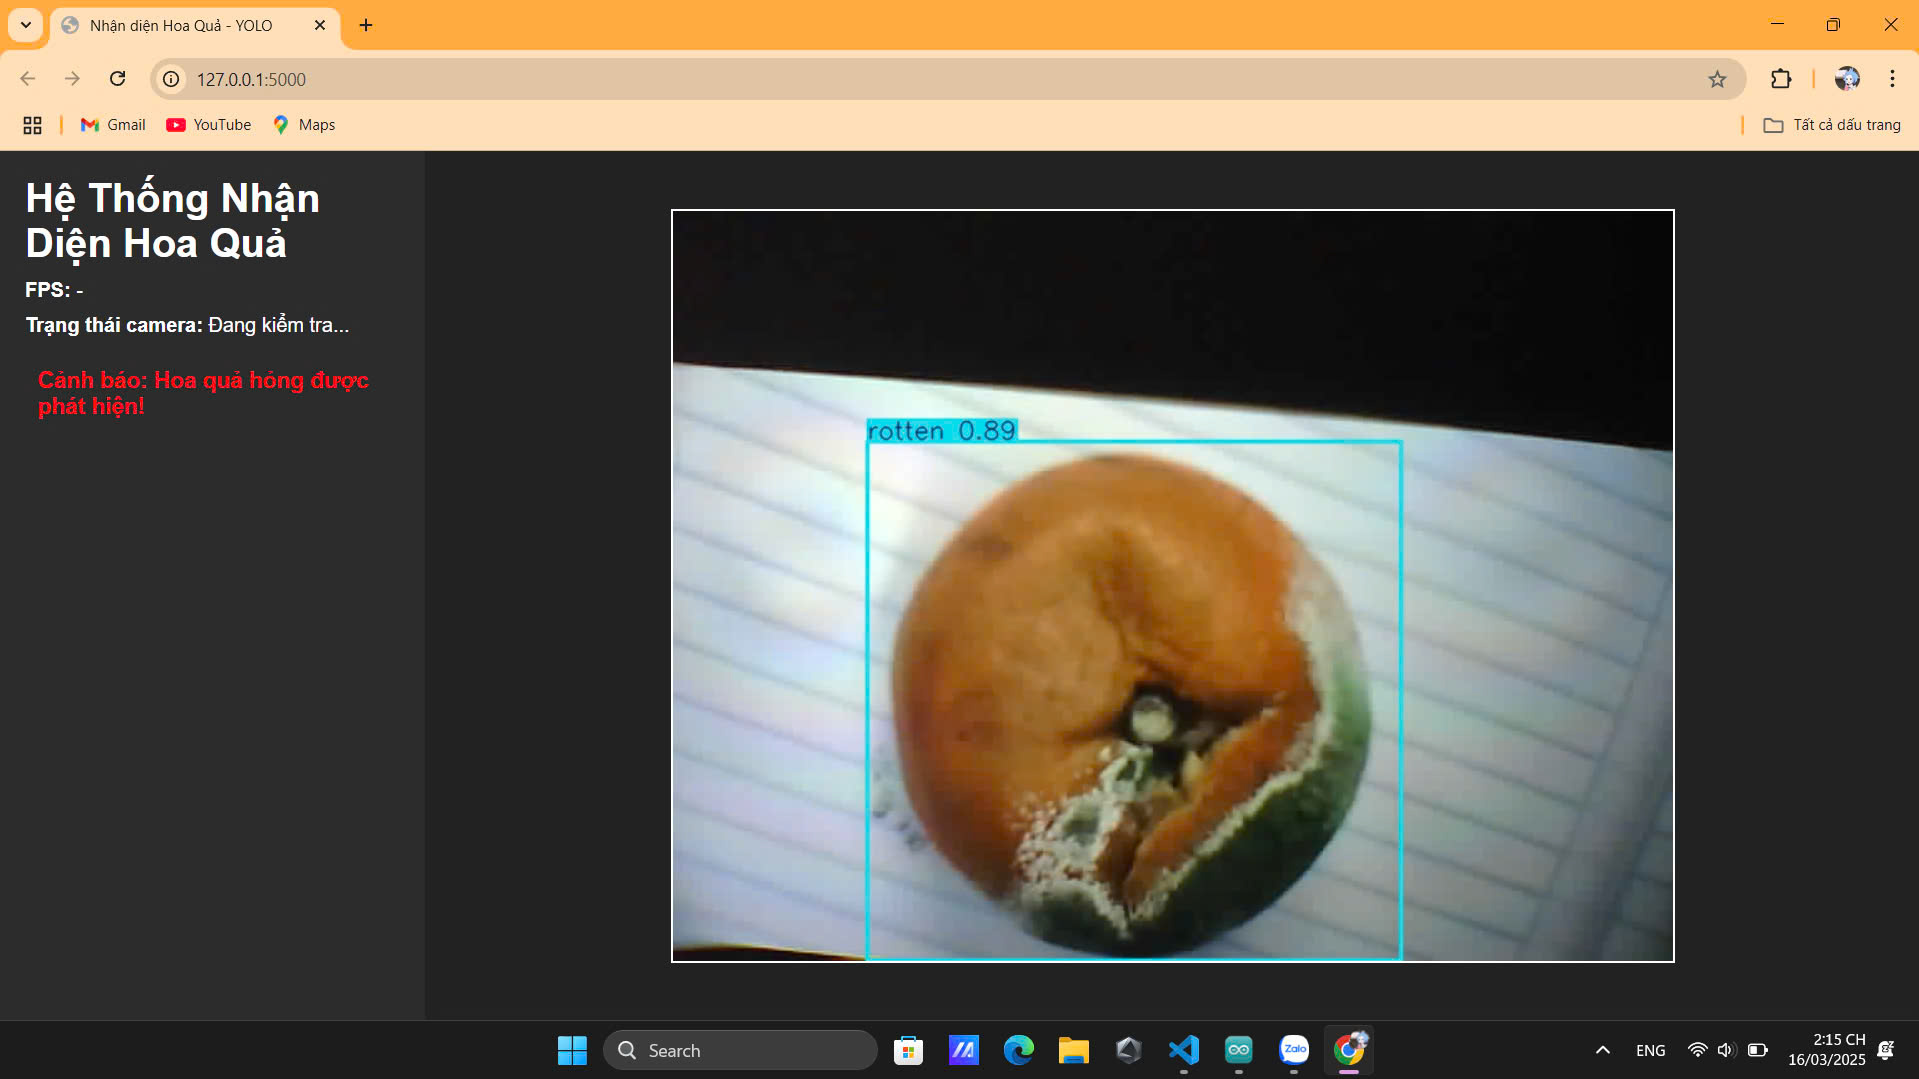 Nhận diện Hoa Quả - YOLO
127.0.0.1:5000
Gmail
YouTube
Maps
Tất cả dấu trang
Hệ Thống Nhận
Diện Hoa Quả
FPS: -
Trạng thái camera: Đang kiểm tra...
Cảnh báo: Hoa quả hỏng được
phát hiện!
rotten 0.89
Search
Zalo
ENG
2:15 CH
16/03/2025